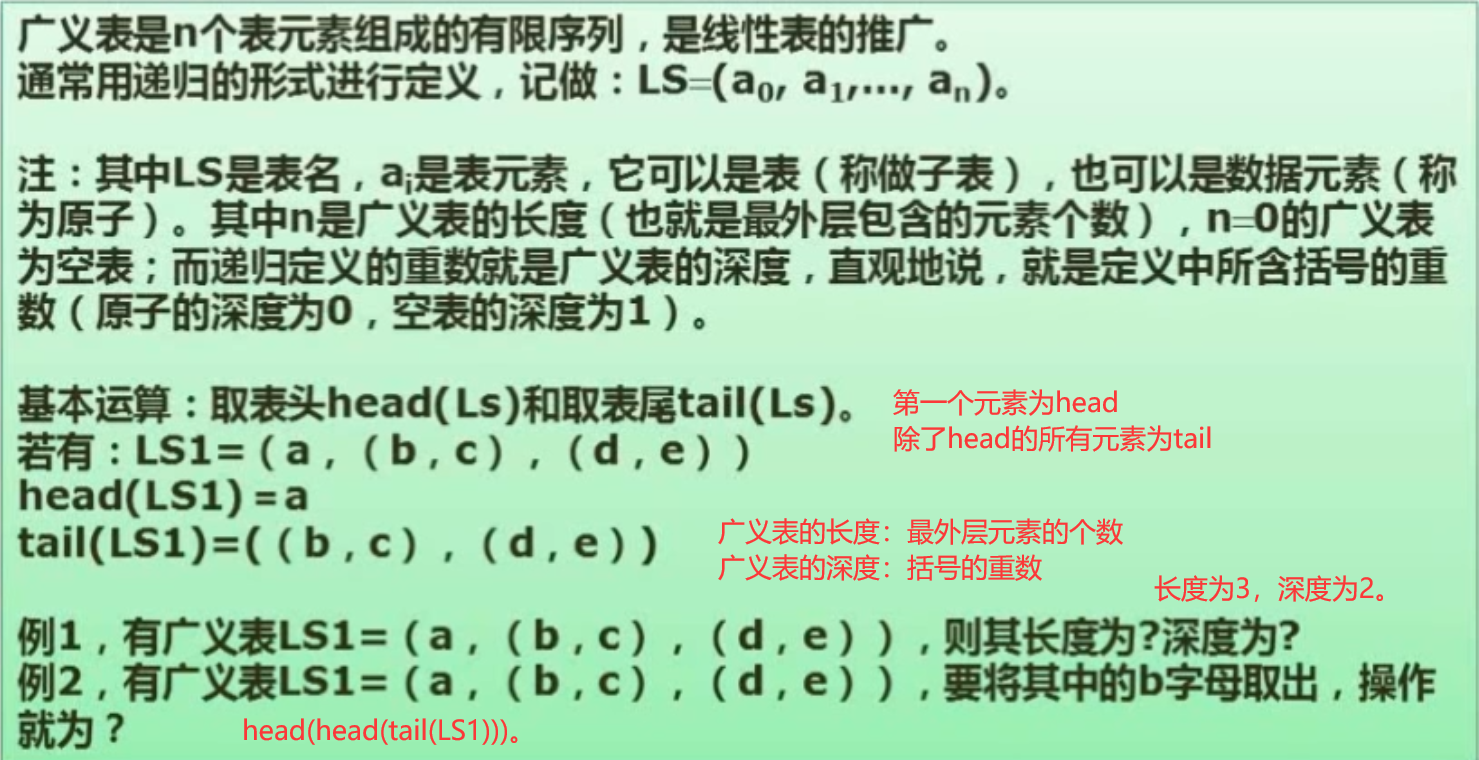 广义表是n个表元素组成的有限序列，是线性表的推广。
通常用递归的形式进行定义，记做：LS=(a₀, a₁,…, aₙ)。
注：其中LS是表名，aᵢ是表元素，它可以是表（称做子表），也可以是数据元素（称
为原子）。其中n是广义表的长度（也就是最外层包含的元素个数），n=0的广义表
为空表；而递归定义的重数就是广义表的深度，直观地说，就是定义中所含括号的重
数（原子的深度为0，空表的深度为1）。
基本运算：取表头head(Ls)和取表尾tail(Ls)。
第一个元素为head
除了head的所有元素为tail
若有：LS1=（a，（b，c），（d，e））
head(LS1)=a
tail(LS1)=(（b，c），（d，e）)
广义表的长度：最外层元素的个数
广义表的深度：括号的重数
长度为3，深度为2。
例1，有广义表LS1=（a，（b，c），（d，e）），则其长度为?深度为?
例2，有广义表LS1=（a，（b，c），（d，e）），要将其中的b字母取出，操作
就为？
head(head(tail(LS1)))。